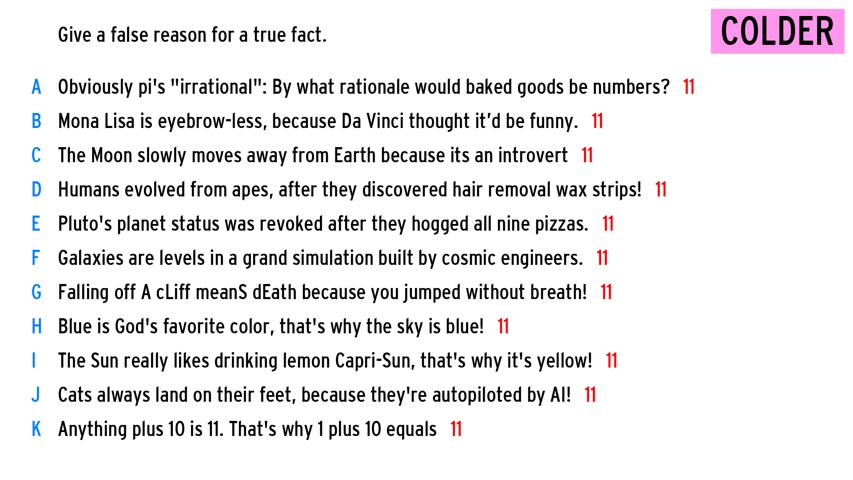 Give a false reason for a true fact.
COLDER
A Obviously pi's "irrational": By what rationale would baked goods be numbers? 11
B Mona Lisa is eyebrow-less, because Da Vinci thought it’d be funny. 11
C The Moon slowly moves away from Earth because its an introvert 11
D Humans evolved from apes, after they discovered hair removal wax strips! 11
E Pluto's planet status was revoked after they hogged all nine pizzas. 11
F Galaxies are levels in a grand simulation built by cosmic engineers. 11
G Falling off A cLiff meanS dEath because you jumped without breath! 11
H Blue is God's favorite color, that's why the sky is blue! 11
I The Sun really likes drinking lemon Capri-Sun, that's why it's yellow! 11
J Cats always land on their feet, because they're autopiloted by AI! 11
K Anything plus 10 is 11. That's why 1 plus 10 equals 11